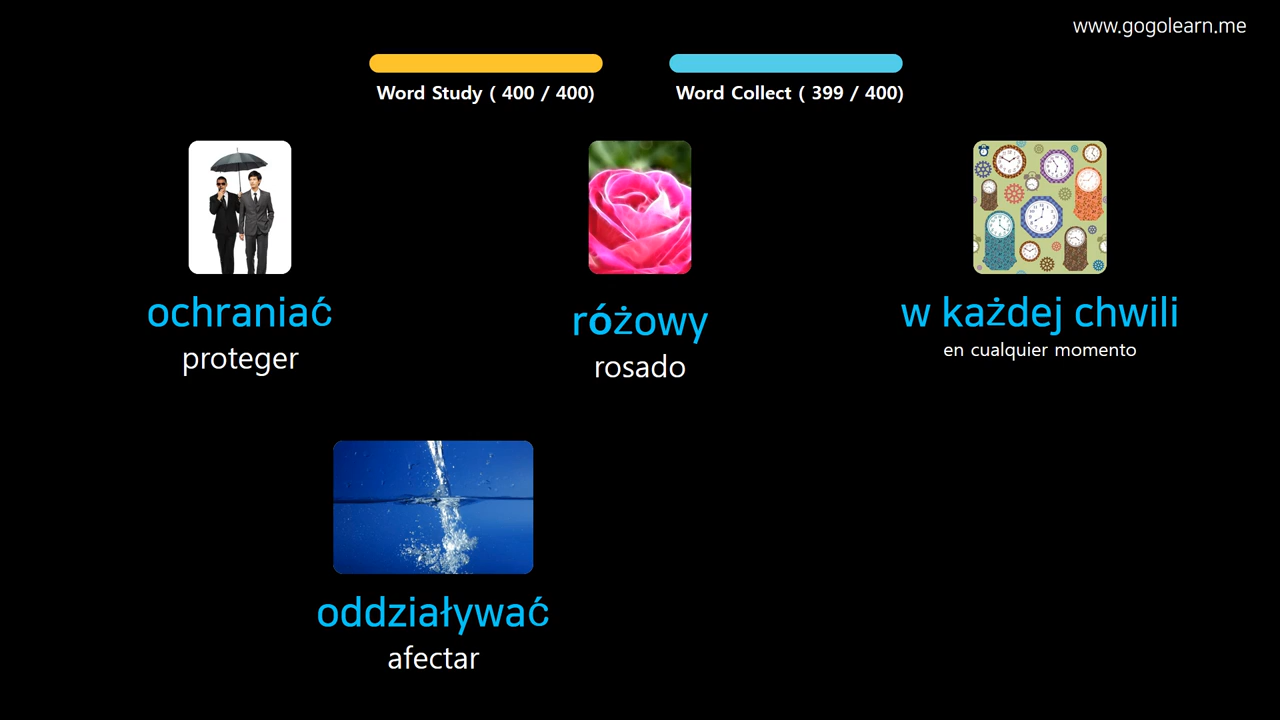 www.gogolearn.me
Word Study ( 400 / 400)
Word Collect ( 399 / 400)
ochraniać
proteger
różowy
rosado
w każdej chwili
en cualquier momento
oddziaływać
afectar